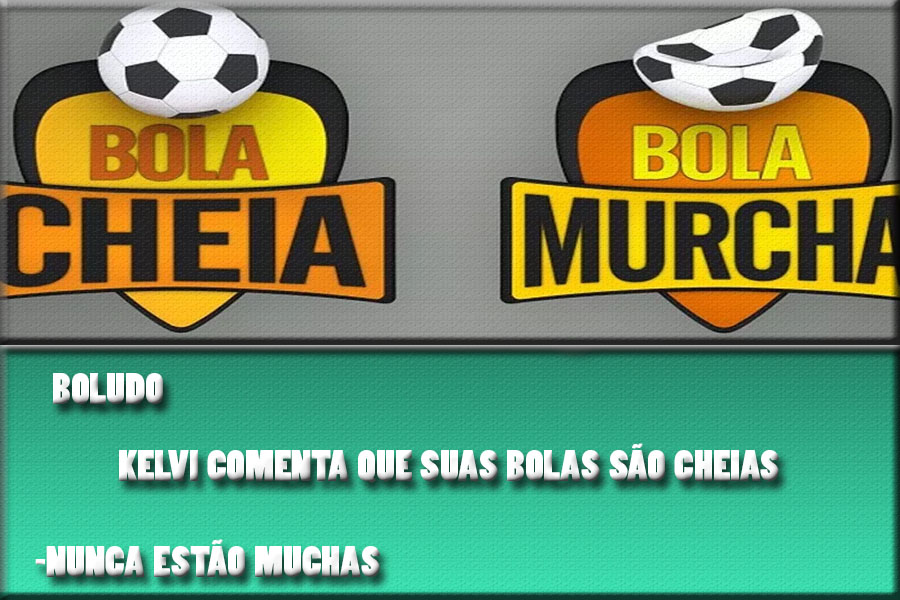 BOLA
CHEIA
BOLA
MURCHA
BOLUDO
KELVI COMENTA QUE SUAS BOLAS SÃO CHEIAS
-NUNCA ESTÃO MUCHAS